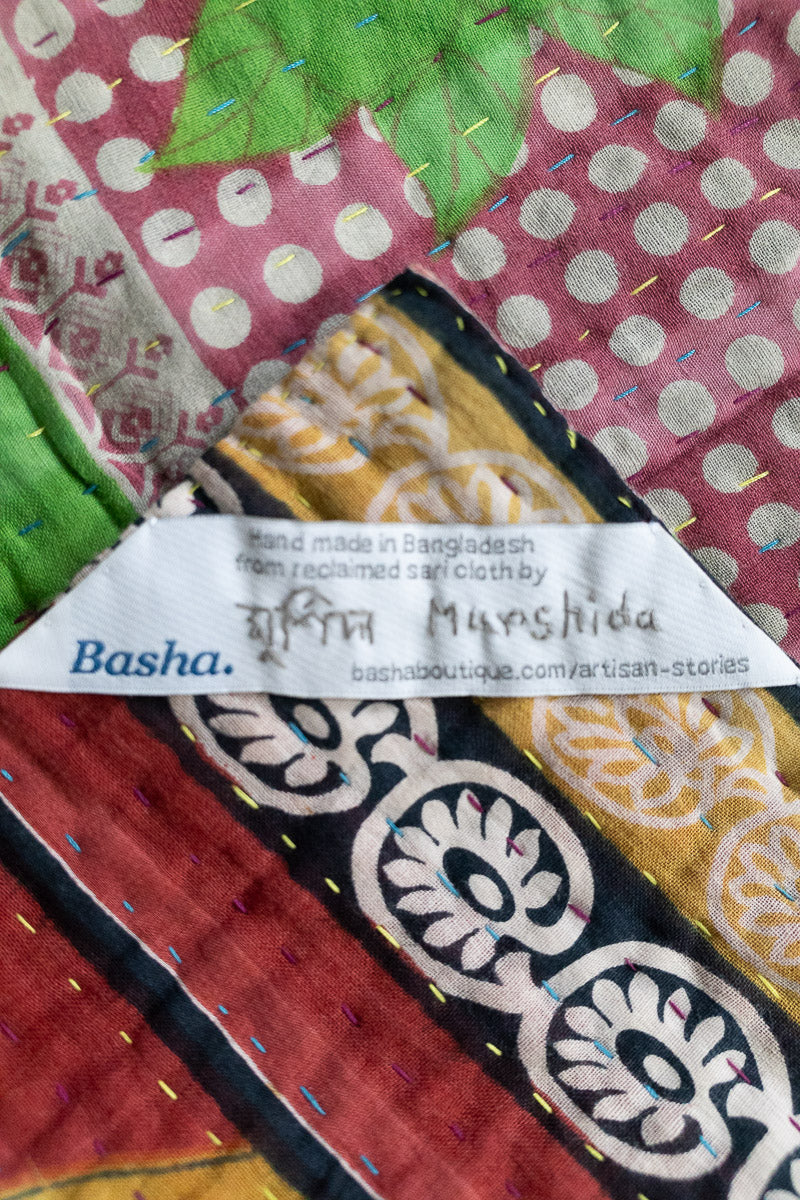 Hand made in Bangladesh
from reclaimed sari cloth by
মুর্শিদা Murshida
Basha.
bashaboutique.com/artisan-stories